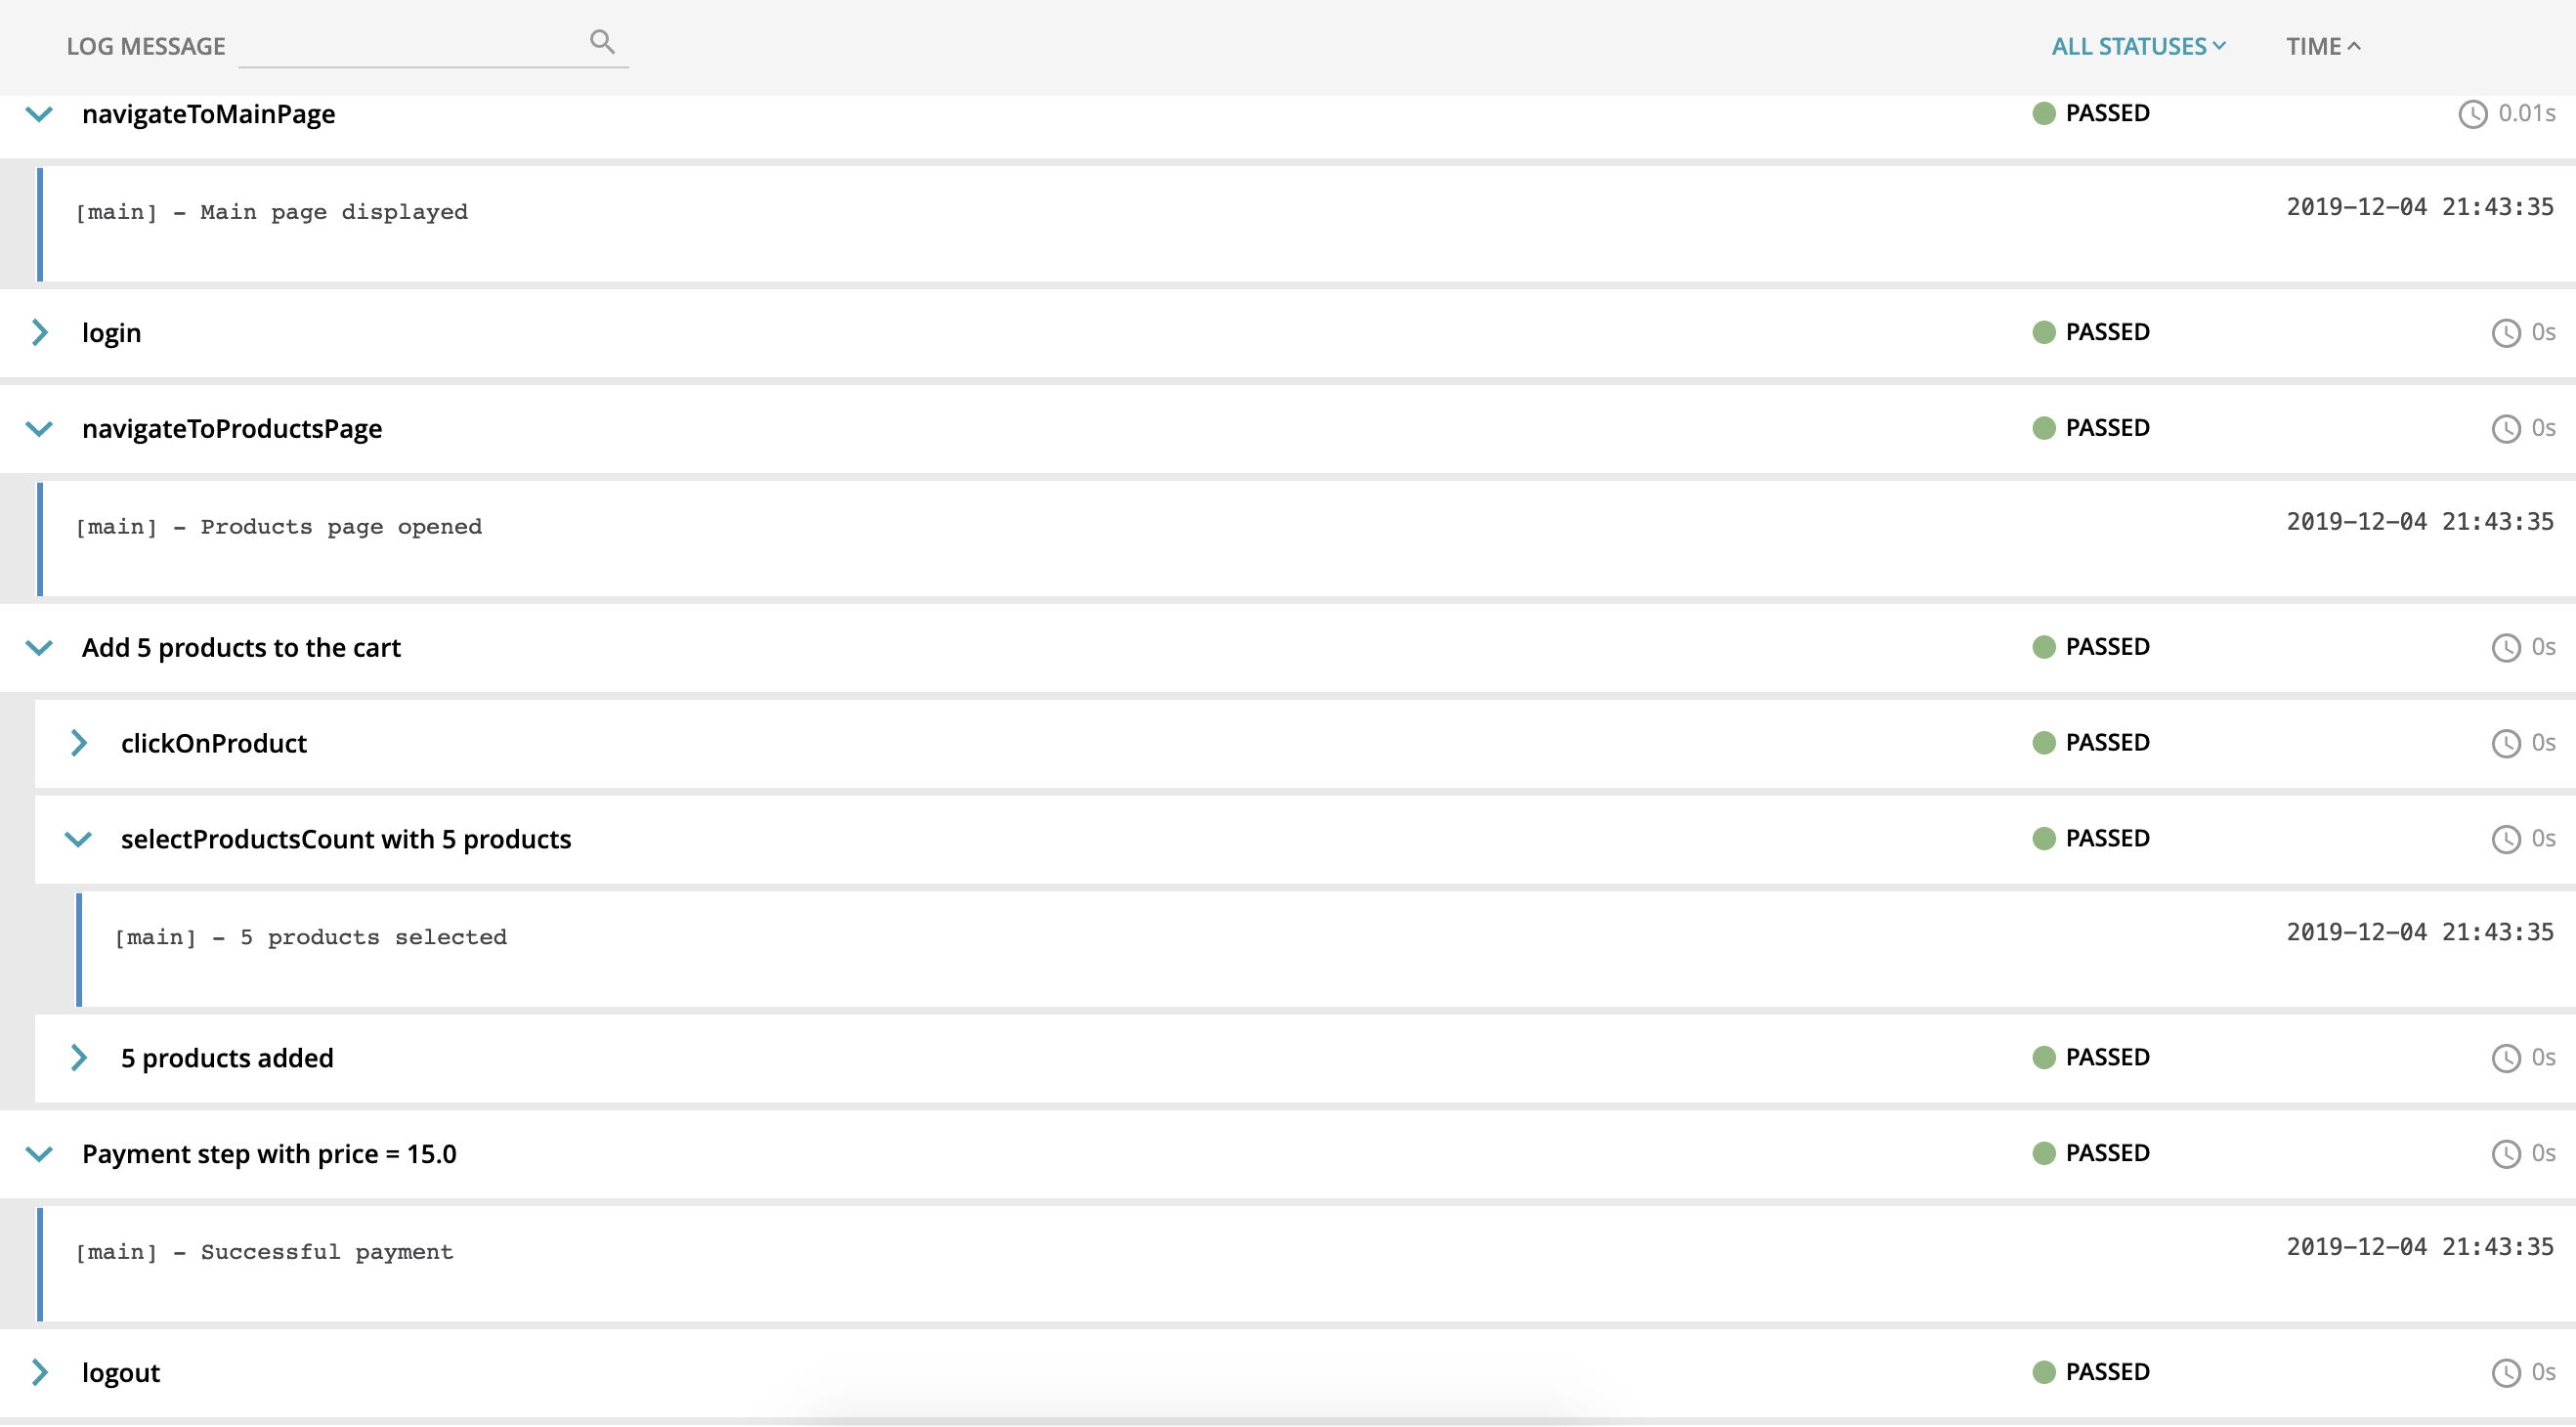 LOG MESSAGE ALL STATUSES TIME
navigateToMainPage PASSED 0.01s
[main] - Main page displayed 2019-12-04 21:43:35
login PASSED 0s
navigateToProductsPage PASSED 0s
[main] - Products page opened 2019-12-04 21:43:35
Add 5 products to the cart PASSED 0s
clickOnProduct PASSED 0s
selectProductsCount with 5 products PASSED 0s
[main] - 5 products selected 2019-12-04 21:43:35
5 products added PASSED 0s
Payment step with price = 15.0 PASSED 0s
[main] - Successful payment 2019-12-04 21:43:35
logout PASSED 0s